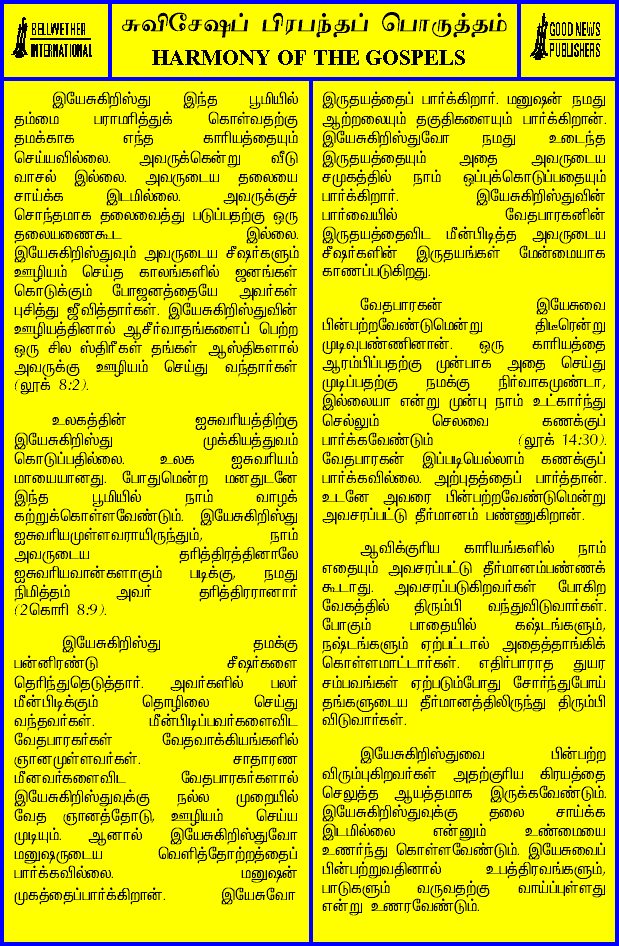 BELLWETHER
INTERNATIONAL
சுவிசேஷப் பிரபந்தப் பொருத்தம்
HARMONY OF THE GOSPELS
GOOD NEWS
PUBLISHERS
இயேசுகிறிஸ்து இந்த பூமியில்
தம்மை பராமரித்துக் கொள்வதற்கு
தமக்காக எந்த காரியத்தையும்
செய்யவில்லை. அவருக்கென்று வீடு
வாசல் இல்லை. அவருடைய தலையை
சாய்க்க இடமில்லை. அவருக்குச்
சொந்தமாக தலைவைத்து படுப்பதற்கு ஒரு
தலையணைகூட இல்லை.
இயேசுகிறிஸ்துவும் அவருடைய சீஷர்களும்
ஊழியம் செய்த காலங்களில் ஜனங்கள்
கொடுக்கும் போஜனத்தையே அவர்கள்
புசித்து ஜீவித்தார்கள். இயேசுகிறிஸ்துவின்
ஊழியத்தினால் ஆசீர்வாதங்களைப் பெற்ற
ஒரு சில ஸ்திரீகள் தங்கள் ஆஸ்திகளால்
அவருக்கு ஊழியம் செய்து வந்தார்கள்
(லூக் 8:2).
உலகத்தின் ஐசுவரியத்திற்கு
இயேசுகிறிஸ்து முக்கியத்துவம்
கொடுப்பதில்லை. உலக ஐசுவரியம்
மாயையானது. போதுமென்ற மனதுடனே
இந்த பூமியில் நாம் வாழக்
கற்றுக்கொள்ளவேண்டும். இயேசுகிறிஸ்து
ஐசுவரியமுள்ளவராயிருந்தும், நாம்
அவருடைய தரித்திரத்தினாலே
ஐசுவரியவான்களாகும் படிக்கு, நமது
நிமித்தம் அவர் தரித்திரரானார்
(2கொரி 8:9).
இயேசுகிறிஸ்து தமக்கு
பன்னிரண்டு சீஷர்களை
தெரிந்துதெடுத்தார். அவர்களில் பலர்
மீன்பிடிக்கும் தொழிலை செய்து
வந்தவர்கள். மீன்பிடிப்பவர்களைவிட
வேதபாரகர்கள் வேதவாக்கியங்களில்
ஞானமுள்ளவர்கள். சாதாரண
மீனவர்களைவிட வேதபாரகர்களால்
இயேசுகிறிஸ்துவுக்கு நல்ல முறையில்
வேத ஞானத்தோடு, ஊழியம் செய்ய
முடியும். ஆனால் இயேசுகிறிஸ்துவோ
மனுஷருடைய வெளித்தோற்றத்தைப்
பார்க்கவில்லை. மனுஷன்
முகத்தைப்பார்க்கிறான். இயேசுவோ
இருதயத்தைப் பார்க்கிறார். மனுஷன் நமது
ஆற்றலையும் தகுதிகளையும் பார்க்கிறான்.
இயேசுகிறிஸ்துவோ நமது உடைந்த
இருதயத்தையும் அதை அவருடைய
சமுகத்தில் நாம் ஒப்புக்கொடுப்பதையும்
பார்க்கிறார். இயேசுகிறிஸ்துவின்
பார்வையில் வேதபாரகனின்
இருதயத்தைவிட மீன்பிடித்த அவருடைய
சீஷர்களின் இருதயங்கள் மேன்மையாக
காணப்படுகிறது.
வேதபாரகன் இயேசுவை
பின்பற்றவேண்டுமென்று திடீரென்று
முடிவுபண்ணினான். ஒரு காரியத்தை
ஆரம்பிப்பதற்கு முன்பாக அதை செய்து
முடிப்பதற்கு நமக்கு நிர்வாகமுண்டா,
இல்லையா என்று முன்பு நாம் உட்கார்ந்து
செல்லும் செலவை கணக்குப்
பார்க்கவேண்டும் (லூக் 14:30).
வேதபாரகன் இப்படியெல்லாம் கணக்குப்
பார்க்கவில்லை. அற்புதத்தைப் பார்த்தான்.
உடனே அவரை பின்பற்றவேண்டுமென்று
அவசரப்பட்டு தீர்மானம் பண்ணுகிறான்.
ஆவிக்குரிய காரியங்களில் நாம்
எதையும் அவசரப்பட்டு தீர்மானம்பண்ணக்
கூடாது. அவசரப்படுகிறவர்கள் போகிற
வேகத்தில் திரும்பி வந்துவிடுவார்கள்.
போகும் பாதையில் கஷ்டங்களும்,
நஷ்டங்களும் ஏற்பட்டால் அதைத்தாங்கிக்
கொள்ளமாட்டார்கள். எதிர்பாராத துயர
சம்பவங்கள் ஏற்படும்போது சோர்ந்துபோய்
தங்களுடைய தீர்மானத்திலிருந்து திரும்பி
விடுவார்கள்.
இயேசுகிறிஸ்துவை பின்பற்ற
விரும்புகிறவர்கள் அதற்குரிய கிரயத்தை
செலுத்த ஆயத்தமாக இருக்கவேண்டும்.
இயேசுகிறிஸ்துவுக்கு தலை சாய்க்க
இடமில்லை என்னும் உண்மையை
உணர்ந்து கொள்ளவேண்டும். இயேசுவைப்
பின்பற்றுவதினால் உபத்திரவங்களும்,
பாடுகளும் வருவதற்கு வாய்ப்புள்ளது
என்று உணரவேண்டும்.